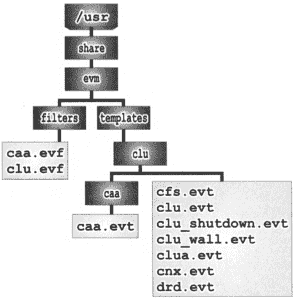 /usr
share
evm
filters
templates
caa.evf
clu.evf
clu
caa
caa.evt
cfs.evt
clu.evt
clu_shutdown.evt
clu_wall.evt
clua.evt
cnx.evt
drd.evt